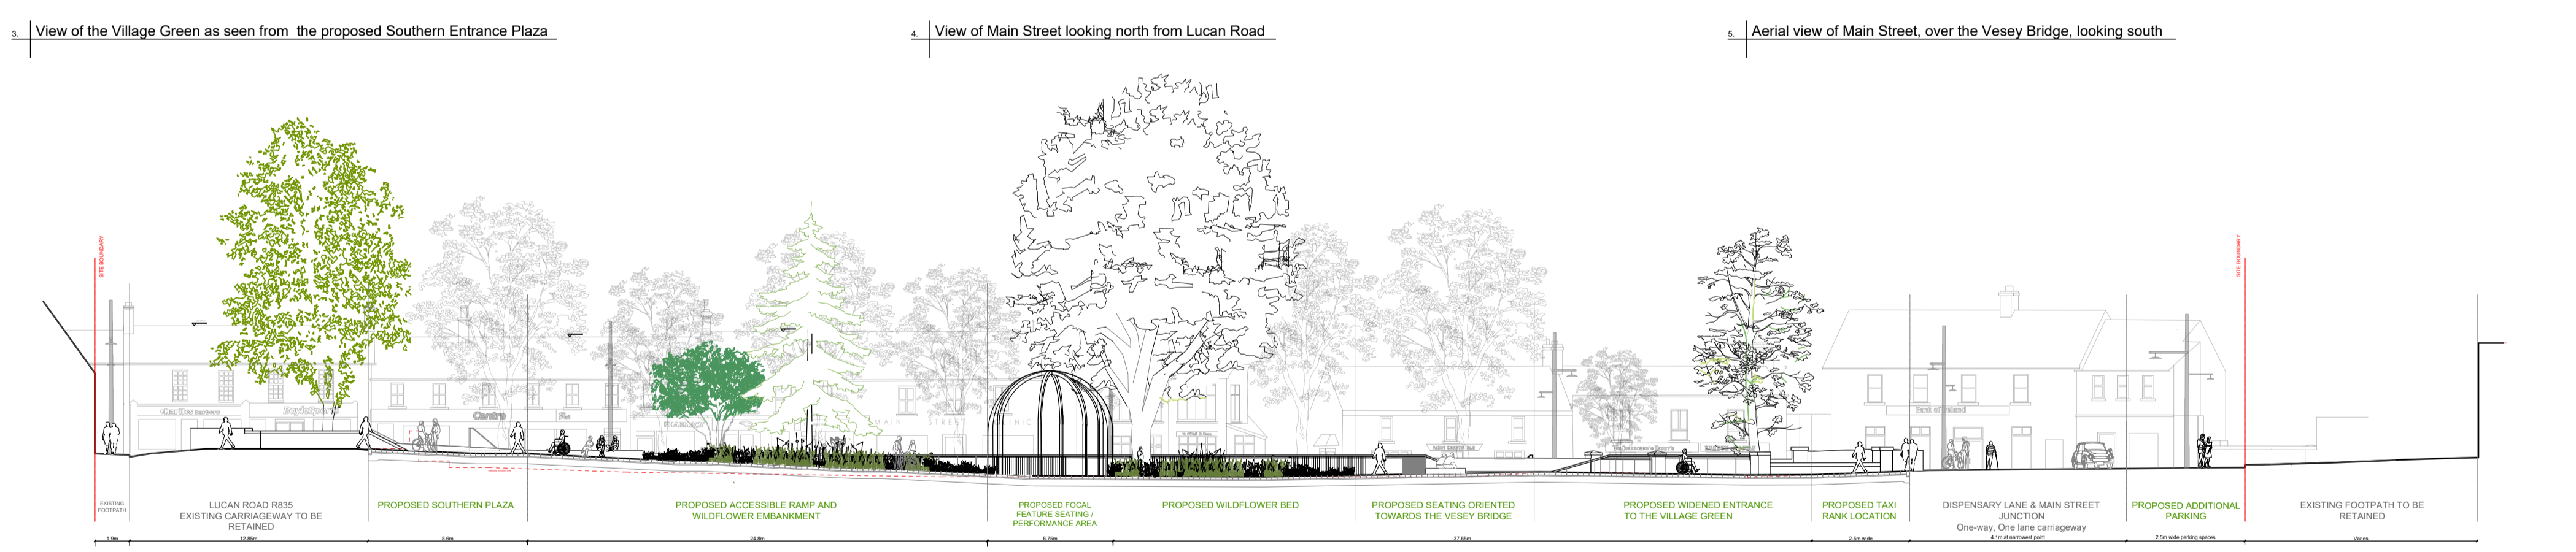 3. View of the Village Green as seen from the proposed Southern Entrance Plaza
4. View of Main Street looking north from Lucan Road
5. Aerial view of Main Street, over the Vesey Bridge, looking south
SITE BOUNDARY
SITE BOUNDARY
Centra
PHARMACY
MAIN STREET CLINIC
Bank of Ireland
EXISTING
FOOTPATH
LUCAN ROAD R835
EXISTING CARRIAGEWAY TO BE
RETAINED
PROPOSED SOUTHERN PLAZA
PROPOSED ACCESSIBLE RAMP AND
WILDFLOWER EMBANKMENT
PROPOSED FOCAL
FEATURE SEATING /
PERFORMANCE AREA
PROPOSED WILDFLOWER BED
PROPOSED SEATING ORIENTED
TOWARDS THE VESEY BRIDGE
PROPOSED WIDENED ENTRANCE
TO THE VILLAGE GREEN
PROPOSED TAXI
RANK LOCATION
DISPENSARY LANE & MAIN STREET
JUNCTION
One-way, One lane carriageway
PROPOSED ADDITIONAL
PARKING
EXISTING FOOTPATH TO BE
RETAINED
1.9m
12.85m
8.6m
24.8m
6.75m
37.65m
2.5m wide
4.1m at narrowest point
2.5m wide parking spaces
Varies